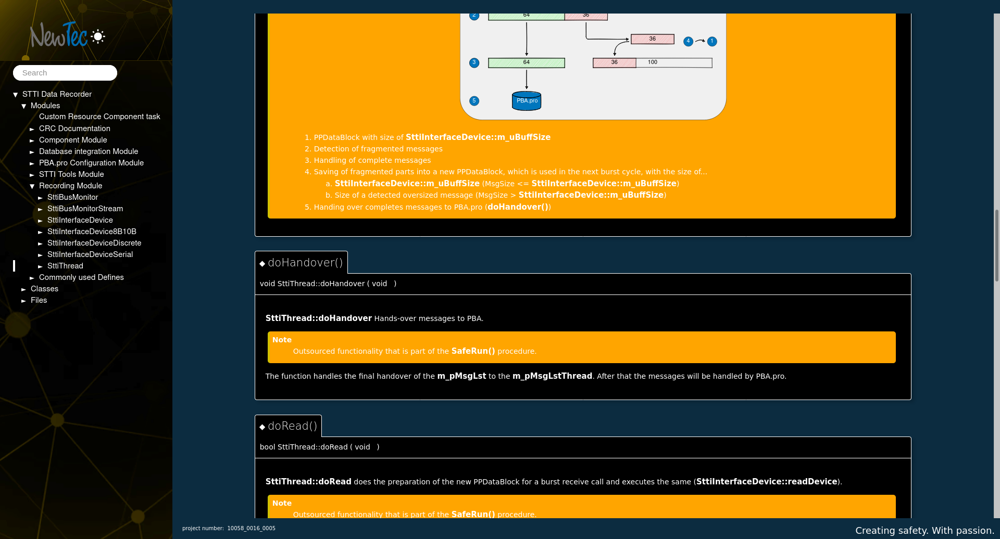 NewTec
Search
▼ STTI Data Recorder
▼ Modules
Custom Resource Component task
► CRC Documentation
► Component Module
► Database integration Module
► PBA.pro Configuration Module
► STTI Tools Module
▼ Recording Module
► SttiBusMonitor
► SttiBusMonitorStream
► SttiInterfaceDevice
► SttiInterfaceDevice8B10B
► SttiInterfaceDeviceDiscrete
► SttiInterfaceDeviceSerial
► SttiThread
► Commonly used Defines
► Classes
► Files
2 64 36
36 4 1
3 64 36 100
5 PBA.pro
1. PPDataBlock with size of SttiInterfaceDevice::m_uBuffSize
2. Detection of fragmented messages
3. Handling of complete messages
4. Saving of fragmented parts into a new PPDataBlock, which is used in the next burst cycle, with the size of...
a. SttiInterfaceDevice::m_uBuffSize (MsgSize <= SttiInterfaceDevice::m_uBuffSize)
b. Size of a detected oversized message (MsgSize > SttiInterfaceDevice::m_uBuffSize)
5. Handing over completes messages to PBA.pro (doHandover())
◆ doHandover()
void SttiThread::doHandover ( void )
SttiThread::doHandover Hands-over messages to PBA.
Note
Outsourced functionality that is part of the SafeRun() procedure.
The function handles the final handover of the m_pMsgLst to the m_pMsgLstThread. After that the messages will be handled by PBA.pro.
◆ doRead()
bool SttiThread::doRead ( void )
SttiThread::doRead does the preparation of the new PPDataBlock for a burst receive call and executes the same (SttiInterfaceDevice::readDevice).
Note
Outsourced functionality that is part of the SafeRun() procedure.
project number: 10058_0016_0005
Creating safety. With passion.